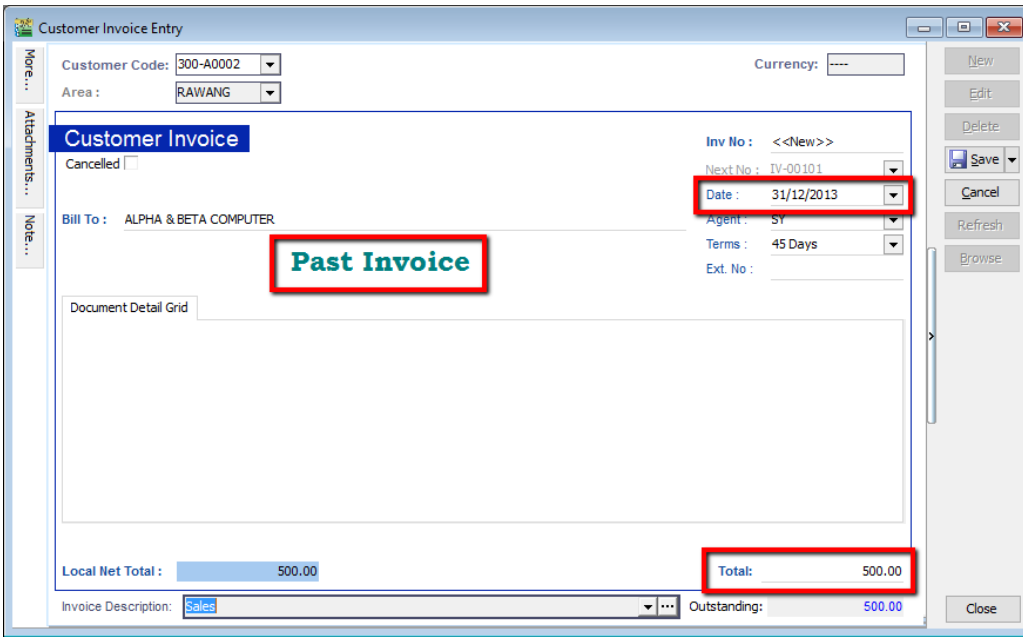 Customer Invoice Entry
More...
Attachments...
Note...
Customer Code: 300-A0002
Currency: ----
Area : RAWANG
Customer Invoice
Cancelled
Inv No : <<New>>
Next No : IV-00101
Date : 31/12/2013
Bill To : ALPHA & BETA COMPUTER
Agent : SY
Terms : 45 Days
Ext. No :
Past Invoice
Document Detail Grid
Local Net Total : 500.00
Total: 500.00
Invoice Description: Sales
Outstanding: 500.00
New
Edit
Delete
Save
Cancel
Refresh
Browse
Close